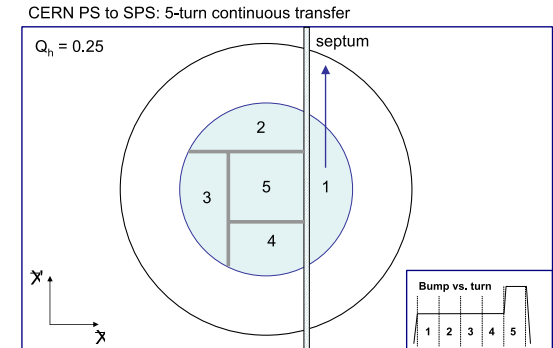 CERN PS to SPS: 5-turn continuous transfer
Qh = 0.25
septum
2
3
5
1
4
X'
X
Bump vs. turn
1 2 3 4 5